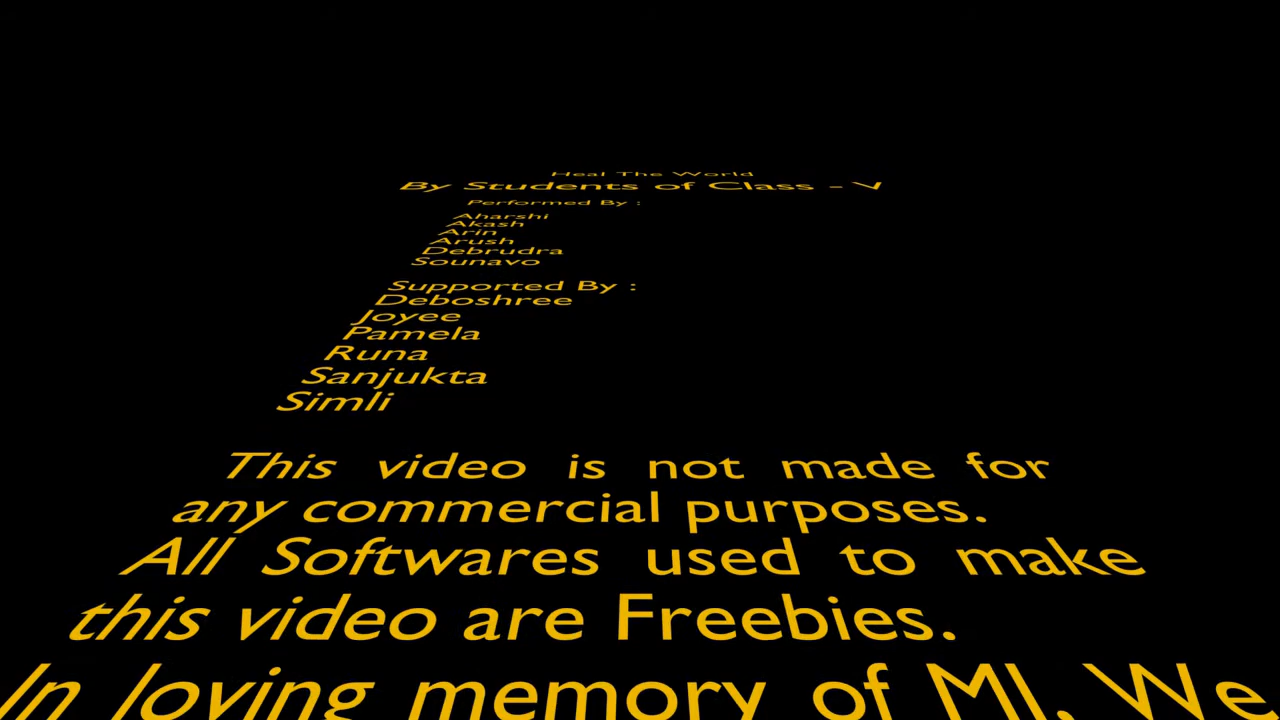 Heal The World
By Students of Class - V
Performed By :
Aharshi
Akash
Arin
Arush
Debrudra
Sounavo
Supported By :
Deboshree
Joyee
Pamela
Runa
Sanjukta
Simli
This video is not made for
any commercial purposes.
All Softwares used to make
this video are Freebies.
In loving memory of MJ. We